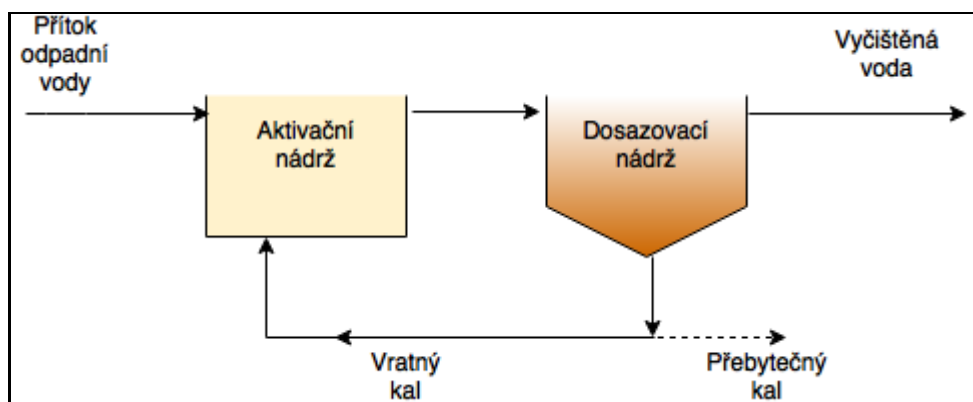 Přítok
odpadní
vody
Vyčištěná
voda
Aktivační
nádrž
Dosazovací
nádrž
Vratný
kal
Přebytečný
kal